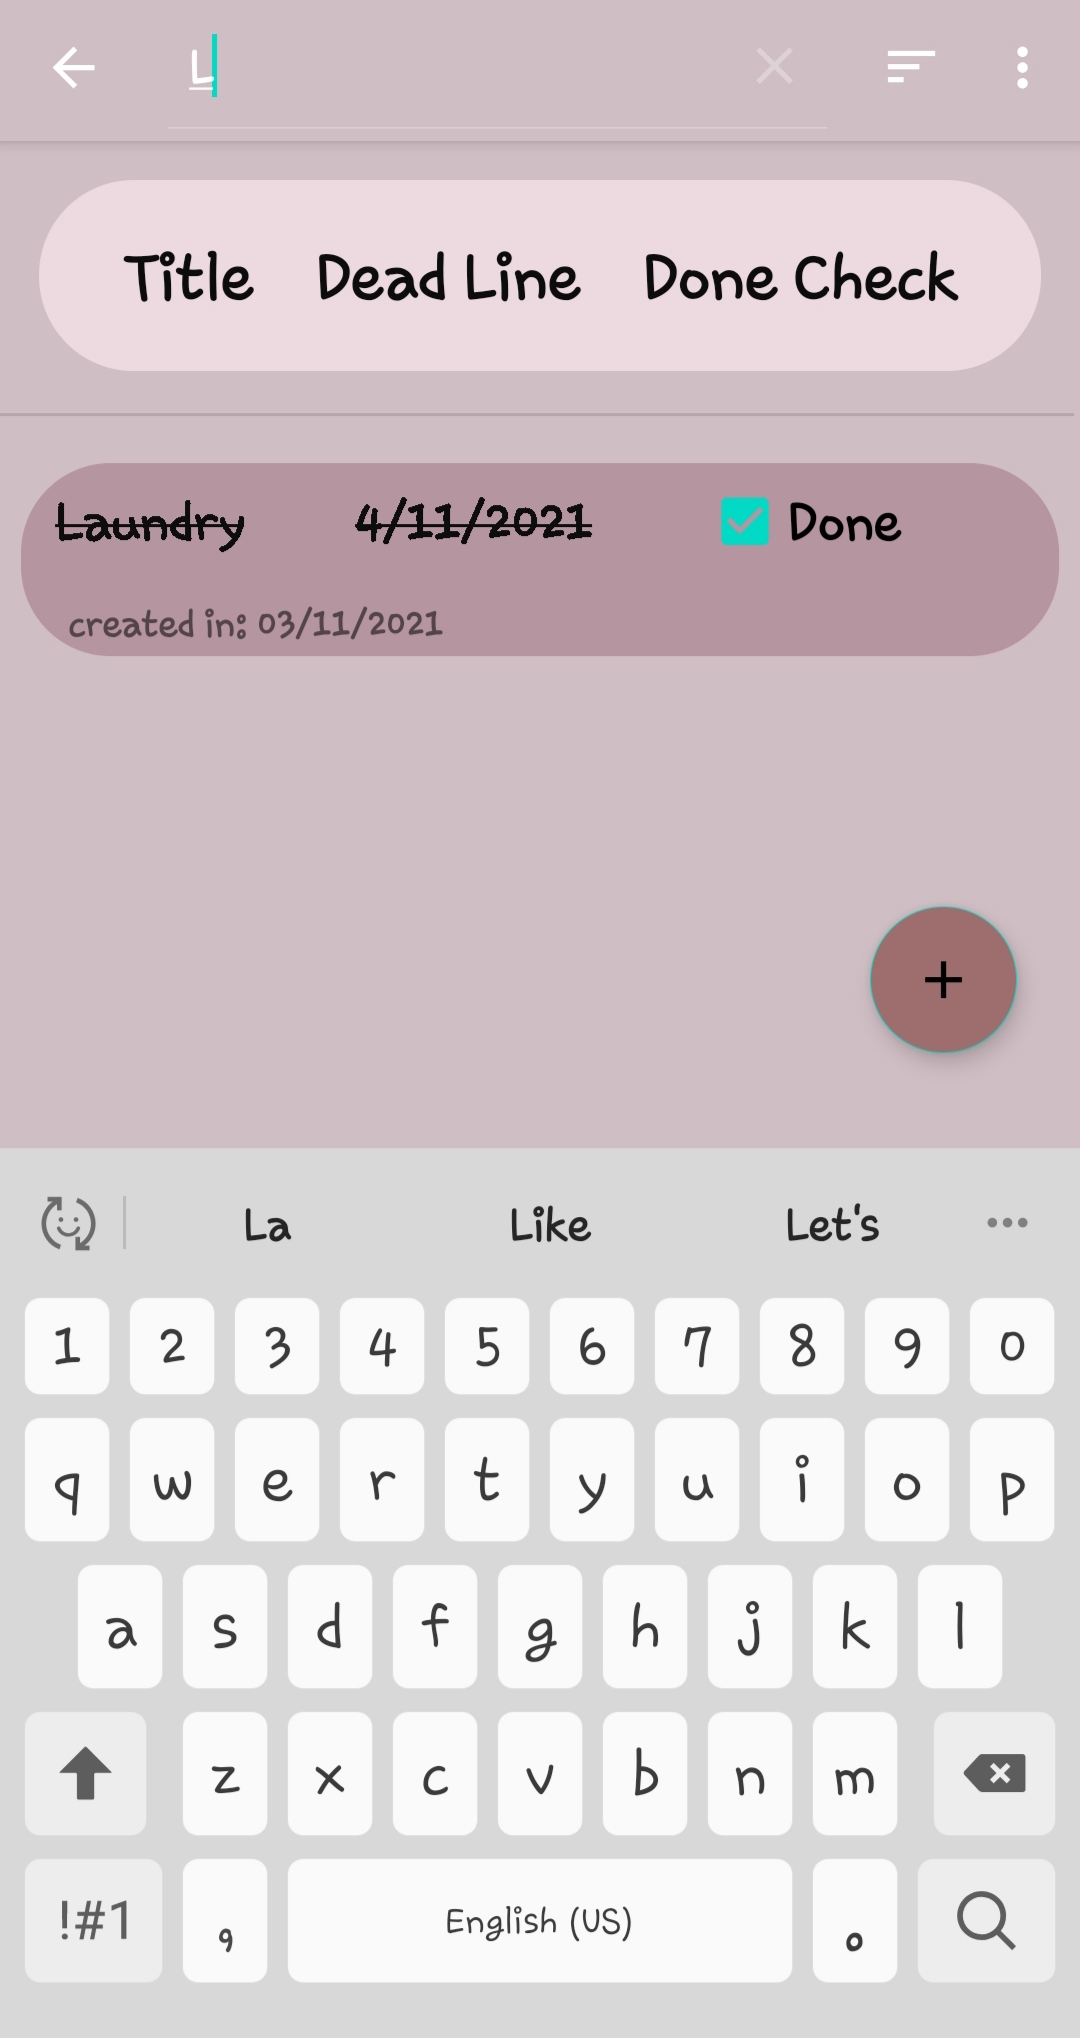 L
Title Dead Line Done Check
Laundry 4/11/2021 Done
created in: 03/11/2021
La Like Let's
1 2 3 4 5 6 7 8 9 0
q w e r t y u i o p
a s d f g h j k l
z x c v b n m
!#1 , English (US) .